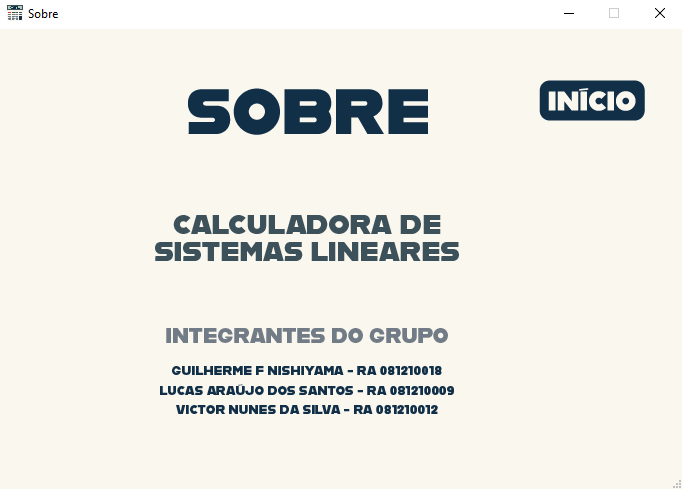 Sobre
SOBRE
INÍCIO
CALCULADORA DE
SISTEMAS LINEARES
INTEGRANTES DO GRUPO
GUILHERME F NISHIYAMA - RA 081210018
LUCAS ARAÚJO DOS SANTOS - RA 081210009
VICTOR NUNES DA SILVA - RA 081210012